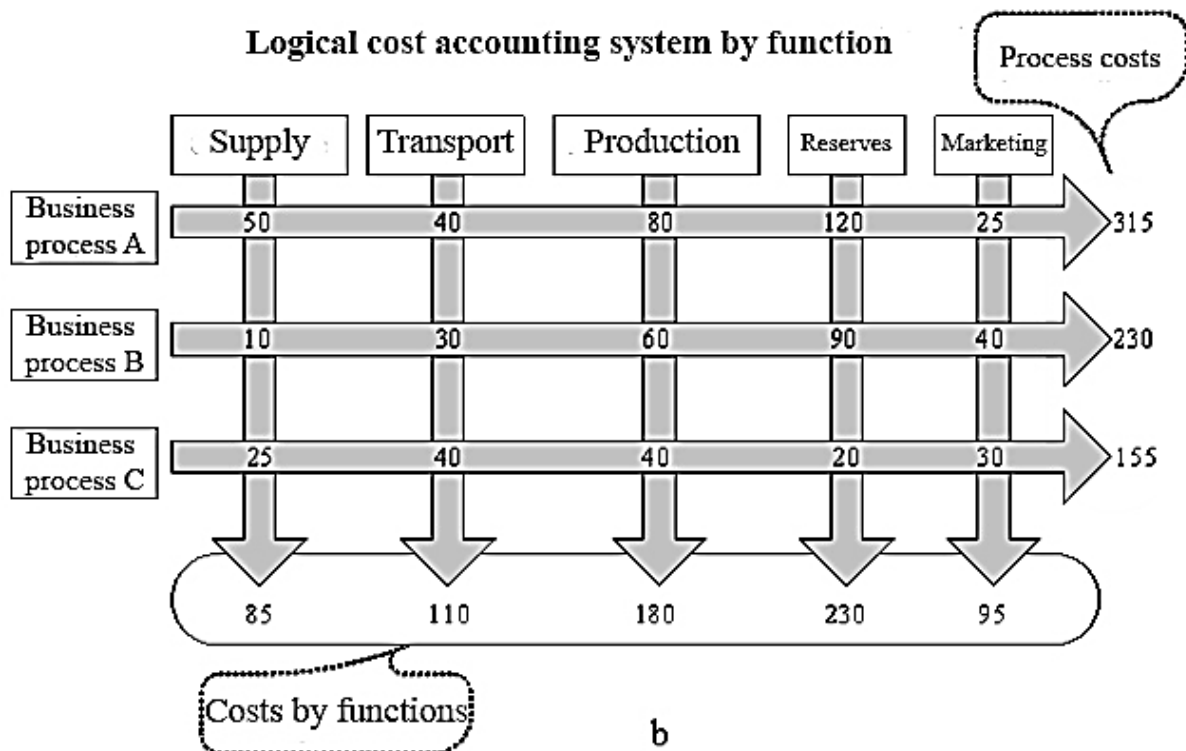 Logical cost accounting system by function
Process costs
Supply Transport Production Reserves Marketing
Business
process A
50 40 80 120 25 315
Business
process B
10 30 60 90 40 230
Business
process C
25 40 40 20 30 155
85 110 180 230 95
Costs by functions
b